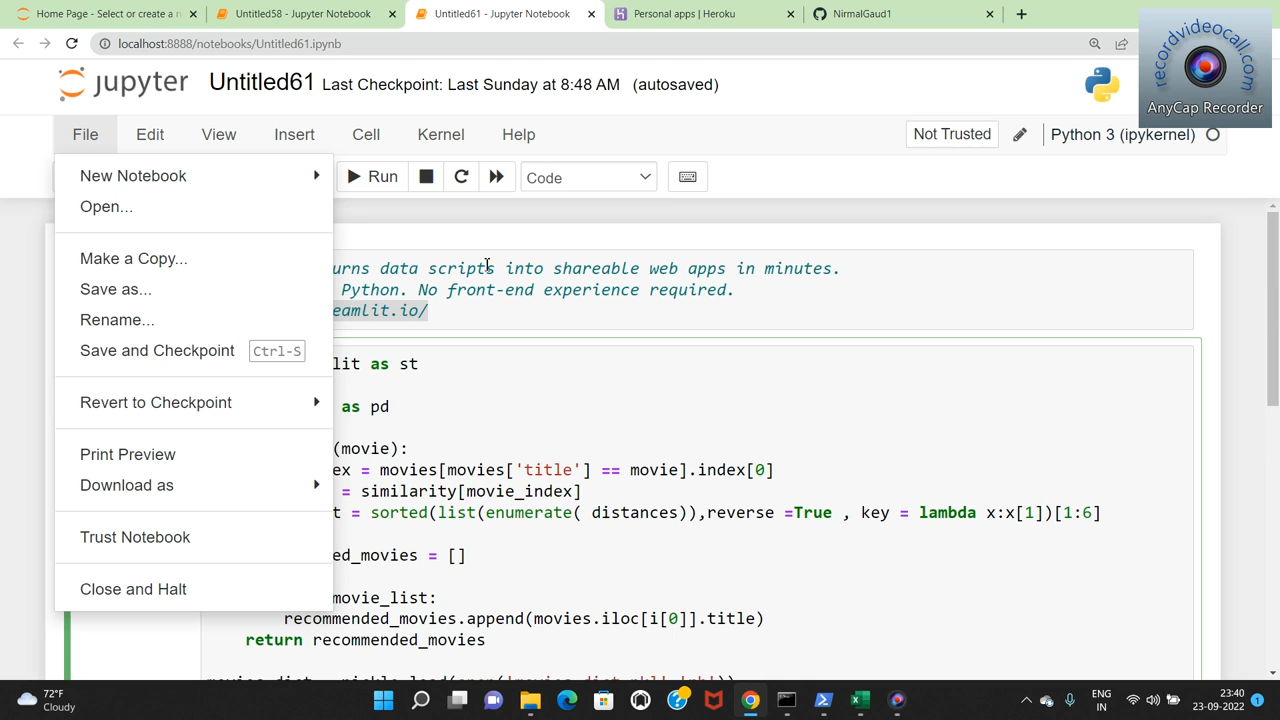 Home Page - Select or create a n
Untitled58 - Jupyter Notebook
Untitled61 - Jupyter Notebook
Personal apps | Heroku
NirmalGaud1
localhost:8888/notebooks/Untitled61.ipynb
recordvideocall.com
AnyCap Recorder
jupyter Untitled61 Last Checkpoint: Last Sunday at 8:48 AM (autosaved)
File Edit View Insert Cell Kernel Help
Not Trusted
Python 3 (ipykernel)
Run
Code
New Notebook
Open...
Make a Copy...
Save as...
Rename...
Save and Checkpoint Ctrl-S
Revert to Checkpoint
Print Preview
Download as
Trust Notebook
Close and Halt
urns data scripts into shareable web apps in minutes.
Python. No front-end experience required.
eamlit.io/
lit as st
as pd
(movie):
ex = movies[movies['title'] == movie].index[0]
= similarity[movie_index]
t = sorted(list(enumerate( distances)),reverse =True , key = lambda x:x[1])[1:6]
ed_movies = []
movie_list:
recommended_movies.append(movies.iloc[i[0]].title)
return recommended_movies
72°F
Cloudy
ENG
IN
23:40
23-09-2022
1